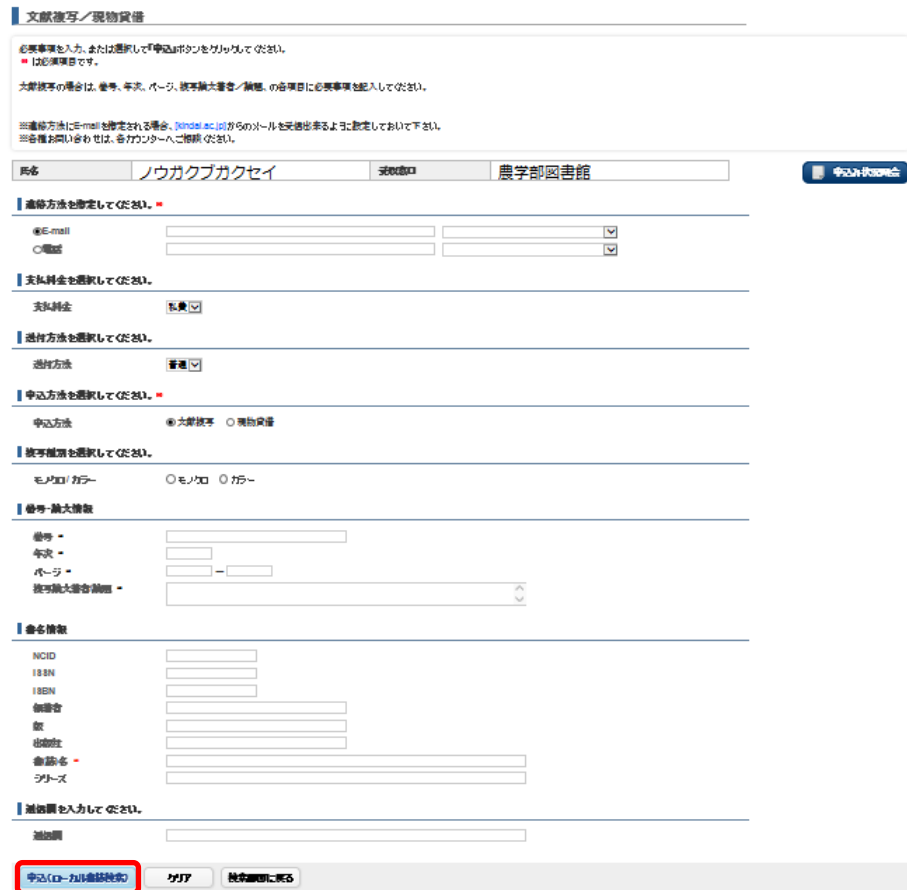 文献複写／現物貸借
必要事項を入力、または選択して「申込」ボタンをクリックしてください。
* は必須項目です。
文献複写の場合は、巻号、年次、ページ、複写論文著者／論題、の各項目に必要事項を記入してください。
※連絡方法にE-mailを指定される場合、[kindai.ac.jp]からのメールを受信出来るように設定しておいて下さい。
※各種お問い合わせは、各カウンターへご相談ください。
氏名 ノウガクブガクセイ 受取窓口 農学部図書館
申込み状況照会
連絡方法を指定してください。*
E-mail
電話
支払料金を選択してください。
支払料金 私費
送付方法を選択してください。
送付方法 普通
申込方法を選択してください。*
申込方法 文献複写 現物貸借
複写種別を選択してください。
モノクロ/カラー モノクロ カラー
巻号・論文情報
巻号 *
年次 *
ページ * －
複写論文著者/論題 *
書名情報
NCID
ISSN
ISBN
編著者
版
出版社
書(誌)名 *
シリーズ
通信欄を入力してください。
通信欄
申込(ローカル書誌検索) クリア 検索画面に戻る